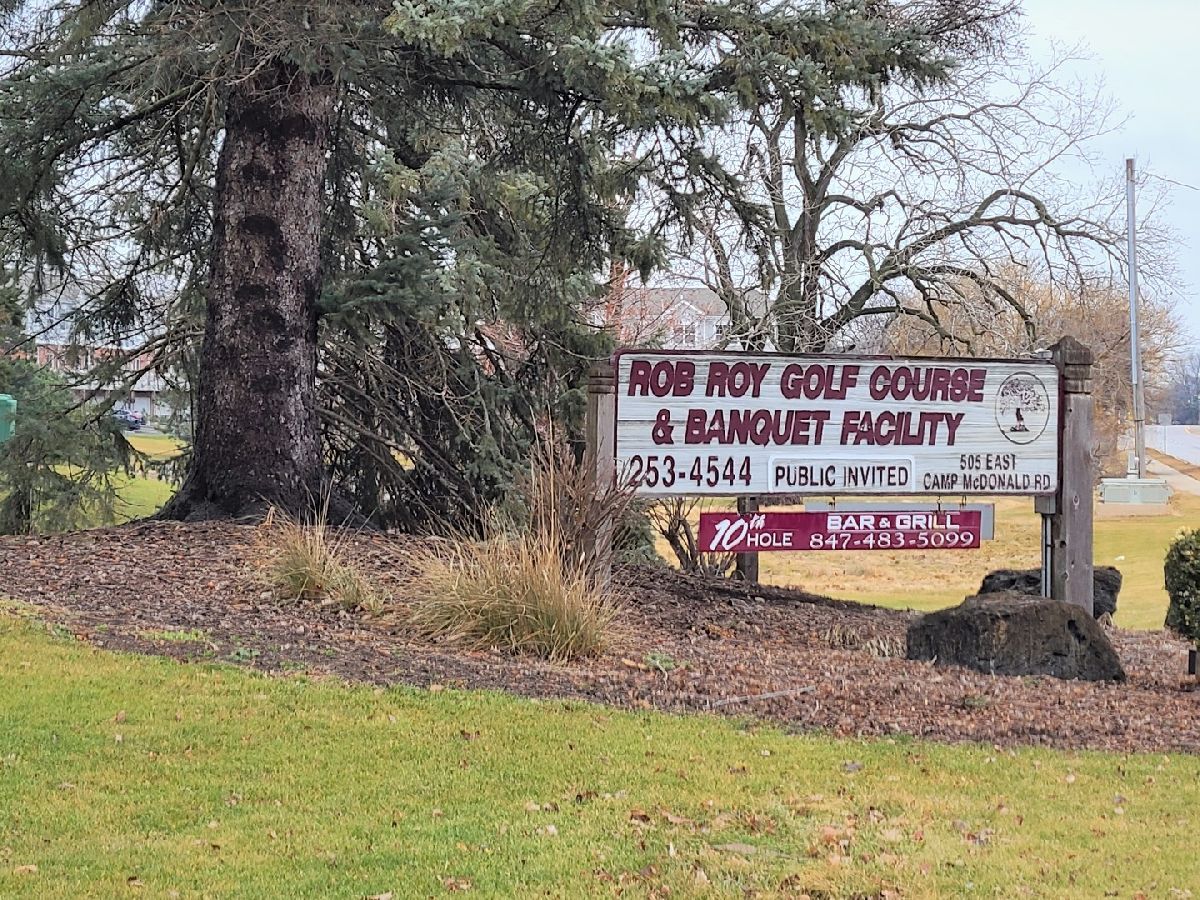 ROB ROY GOLF COURSE
& BANQUET FACILITY
253-4544 PUBLIC INVITED 505 EAST
CAMP McDONALD RD
10th HOLE BAR & GRILL
847-483-5099